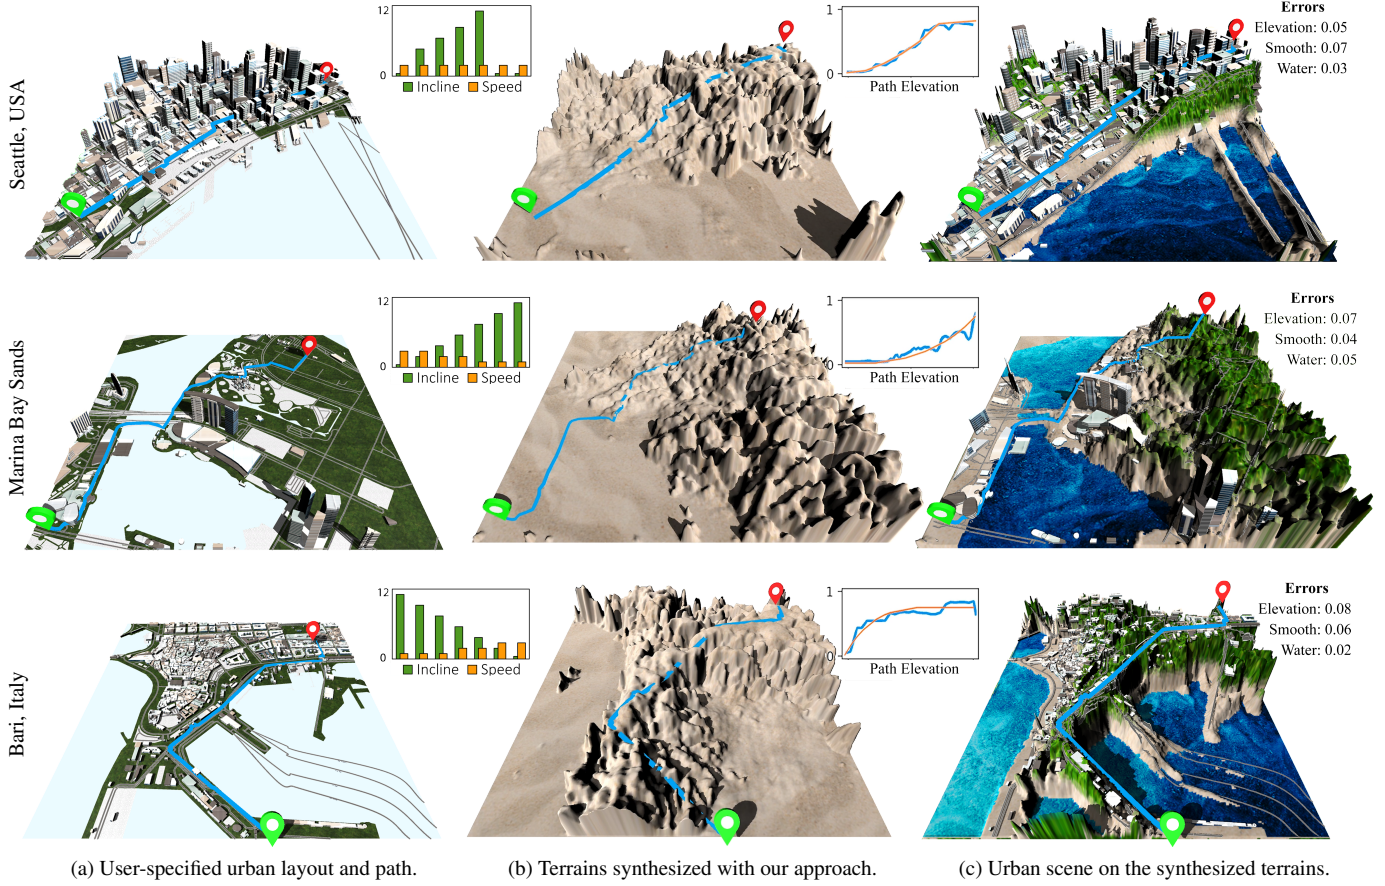 Seattle, USA
12
0
Incline Speed
1
0
Path Elevation
Errors
Elevation: 0.05
Smooth: 0.07
Water: 0.03
Marina Bay Sands
12
0
Incline Speed
1
0
Path Elevation
Errors
Elevation: 0.07
Smooth: 0.04
Water: 0.05
Bari, Italy
12
0
Incline Speed
1
0
Path Elevation
Errors
Elevation: 0.08
Smooth: 0.06
Water: 0.02
(a) User-specified urban layout and path.
(b) Terrains synthesized with our approach.
(c) Urban scene on the synthesized terrains.